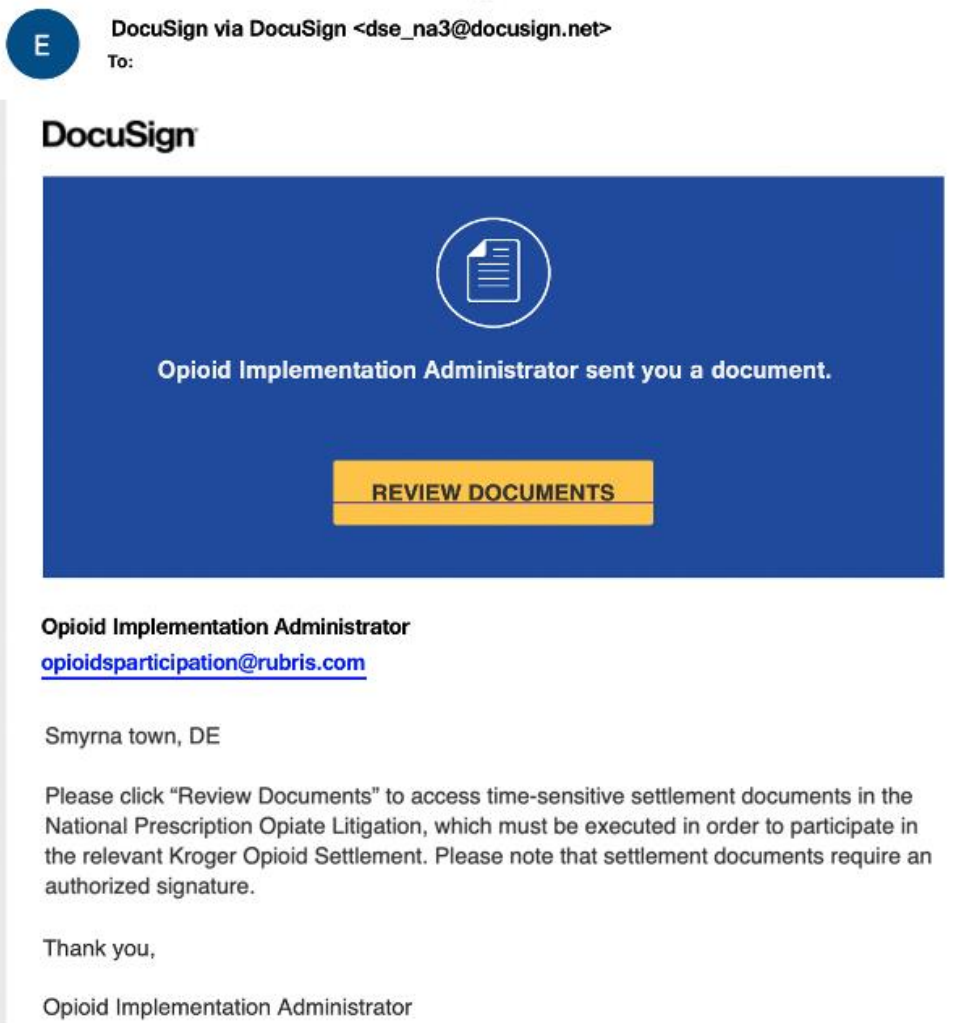 E
DocuSign via DocuSign <dse_na3@docusign.net>
To:
DocuSign
Opioid Implementation Administrator sent you a document.
REVIEW DOCUMENTS
Opioid Implementation Administrator
opioidsparticipation@rubris.com
Smyrna town, DE
Please click “Review Documents” to access time-sensitive settlement documents in the
National Prescription Opiate Litigation, which must be executed in order to participate in
the relevant Kroger Opioid Settlement. Please note that settlement documents require an
authorized signature.
Thank you,
Opioid Implementation Administrator